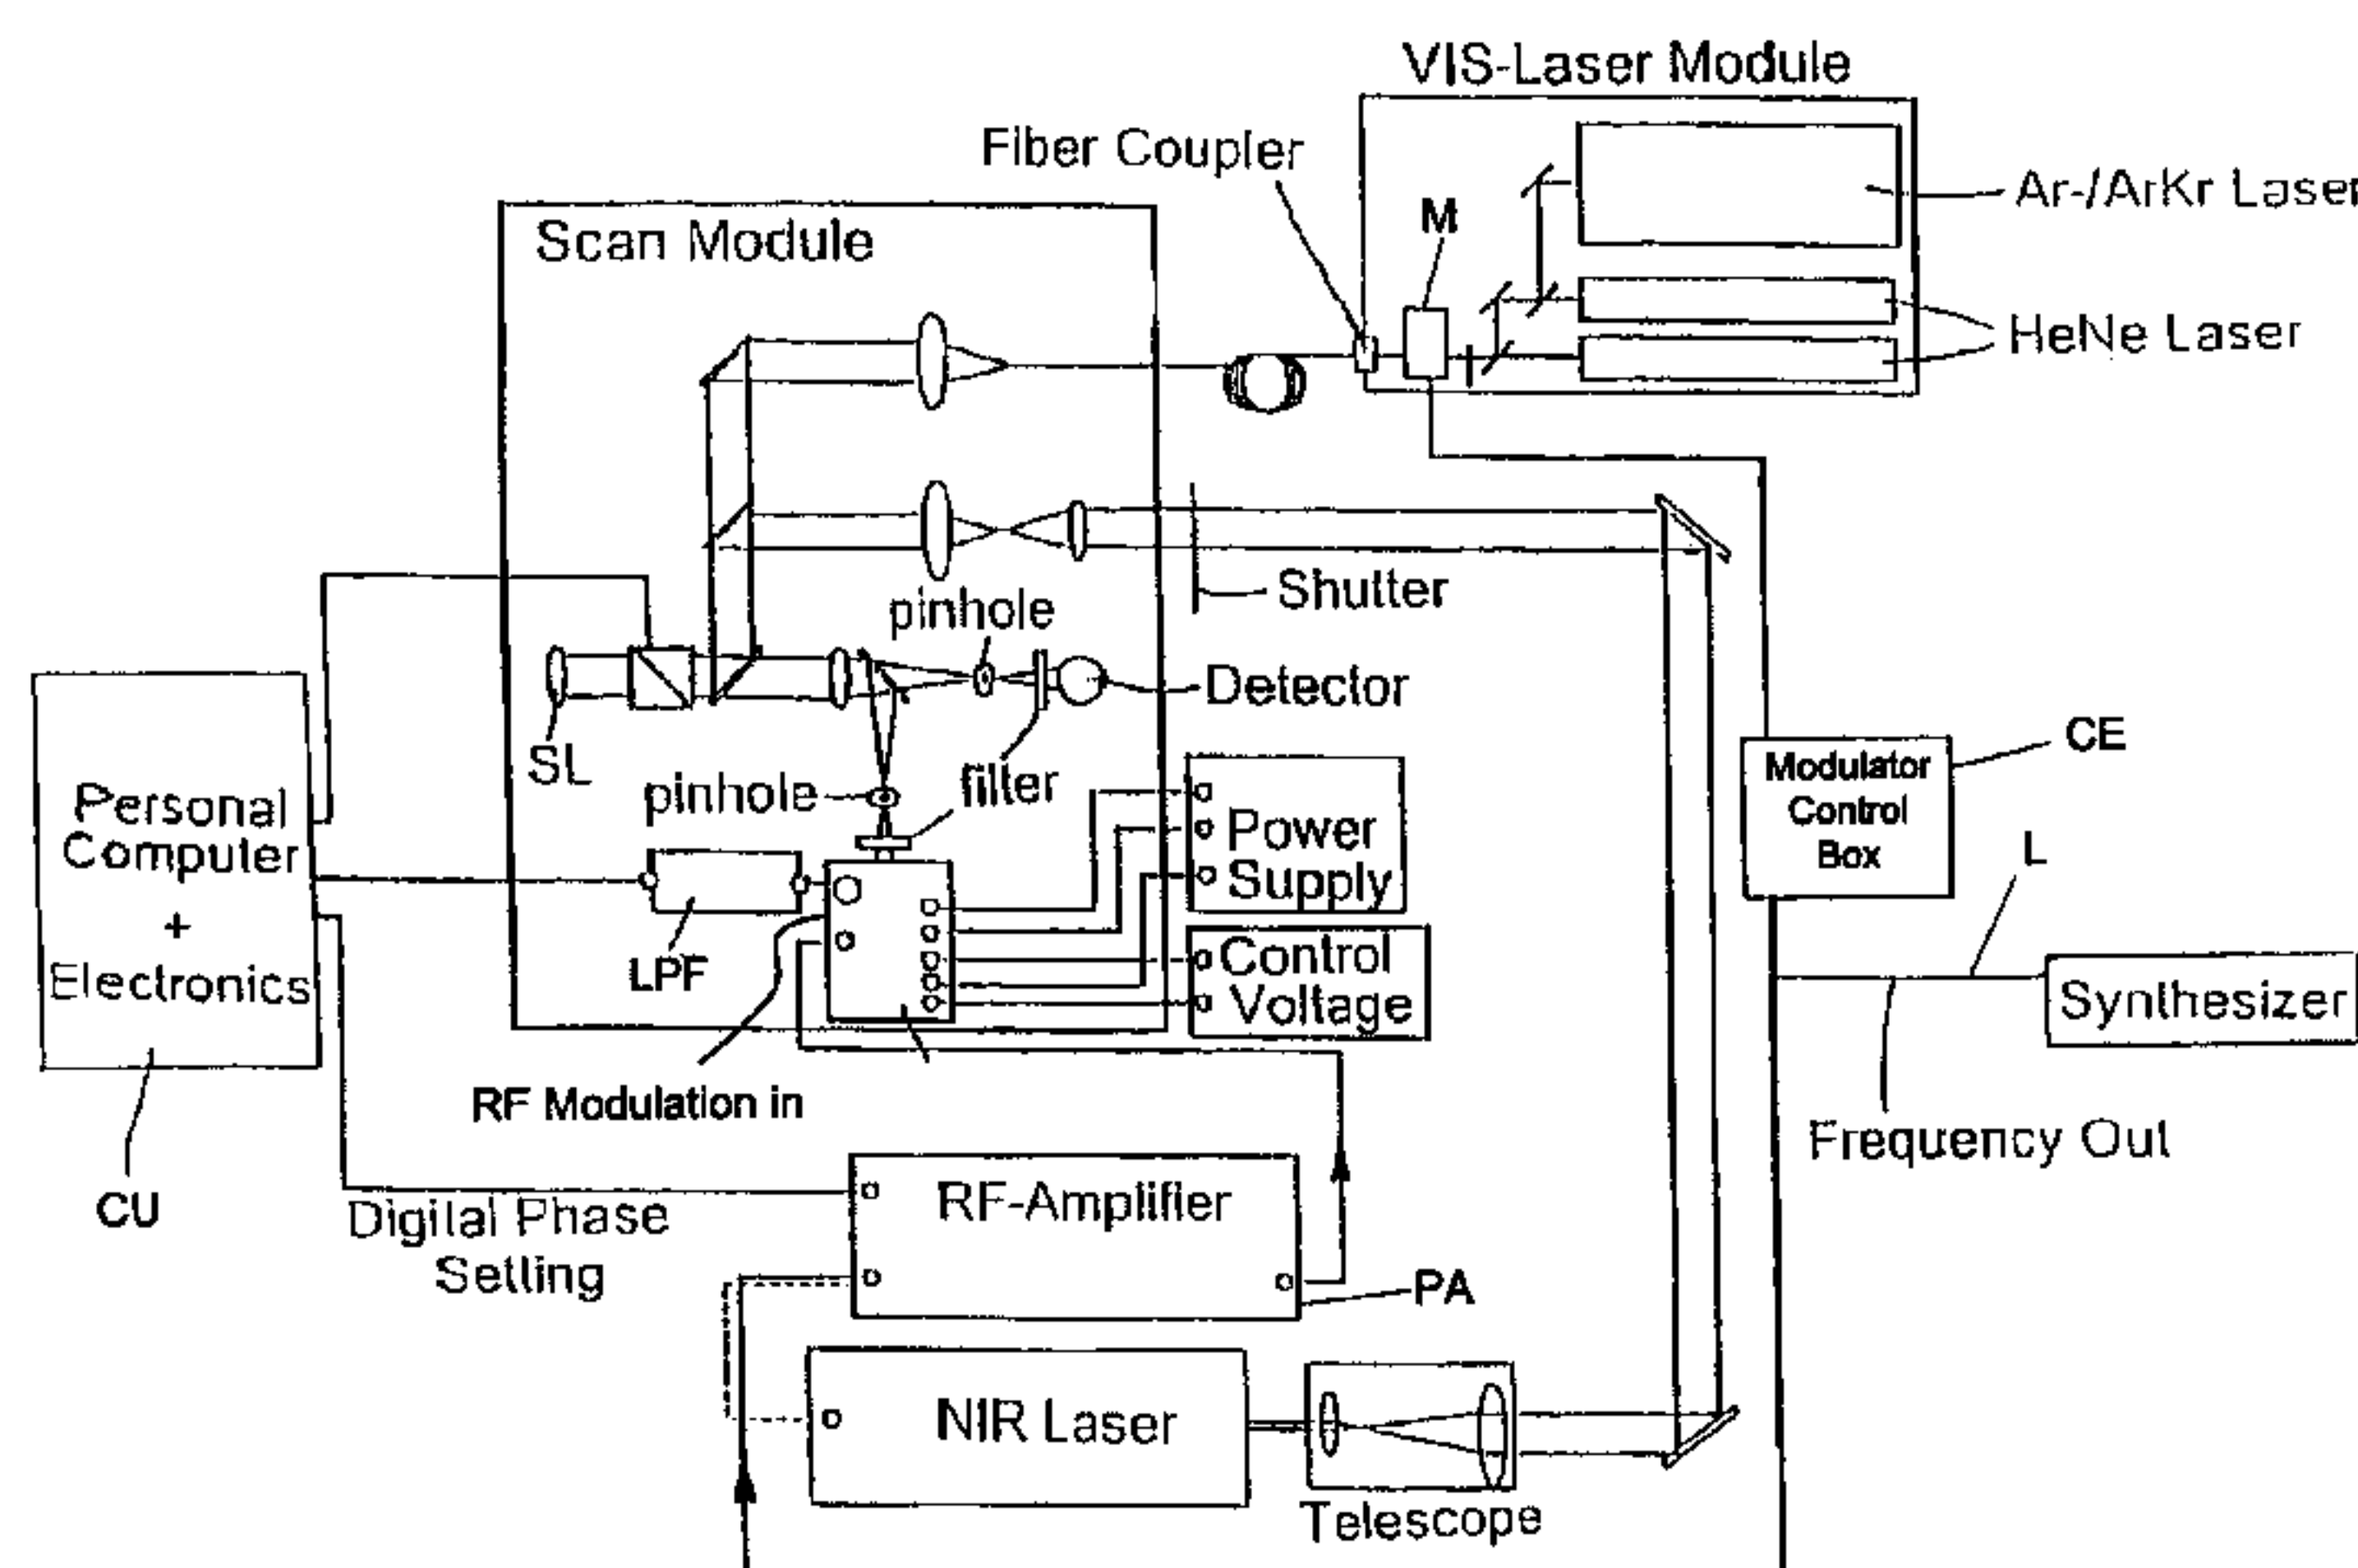 VIS-Laser Module
Fiber Coupler
Ar-/ArKr Laser
M
Scan Module
HeNe Laser
Shutter
pinhole
Detector
SL
pinhole
filter
CE
Modulator
Control
Box
Personal
Computer
+
Electronics
Power
Supply
L
LPF
Control
Voltage
Synthesizer
RF Modulation in
Frequency Out
CU
Digital Phase
Setting
RF-Amplifier
PA
NIR Laser
Telescope